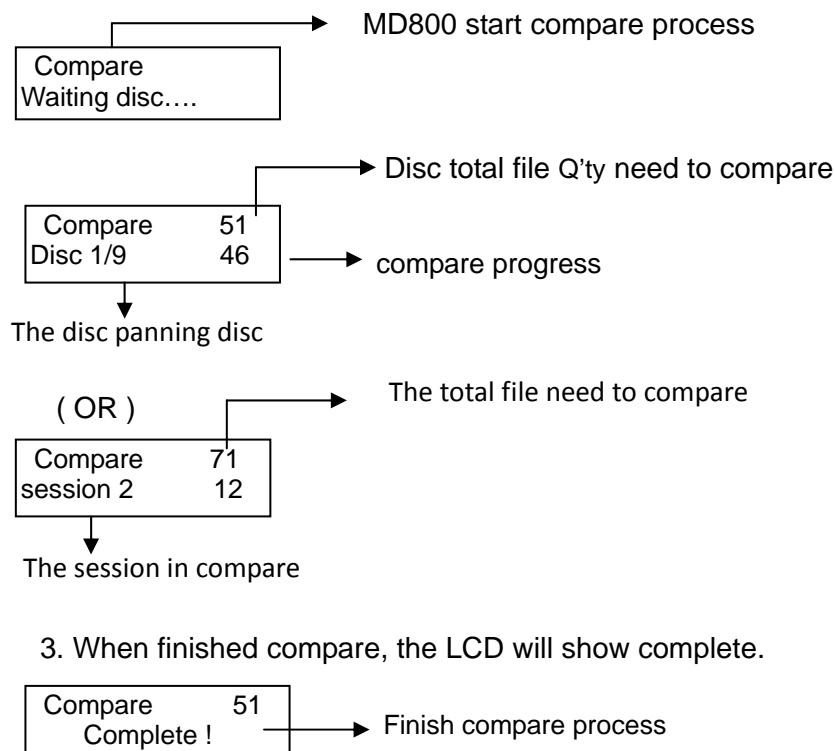 MD800 start compare process
Compare
Waiting disc….
Disc total file Q'ty need to compare
Compare 51
Disc 1/9 46
compare progress
The disc panning disc
( OR )
The total file need to compare
Compare 71
session 2 12
The session in compare
3. When finished compare, the LCD will show complete.
Compare 51
Complete !
Finish compare process